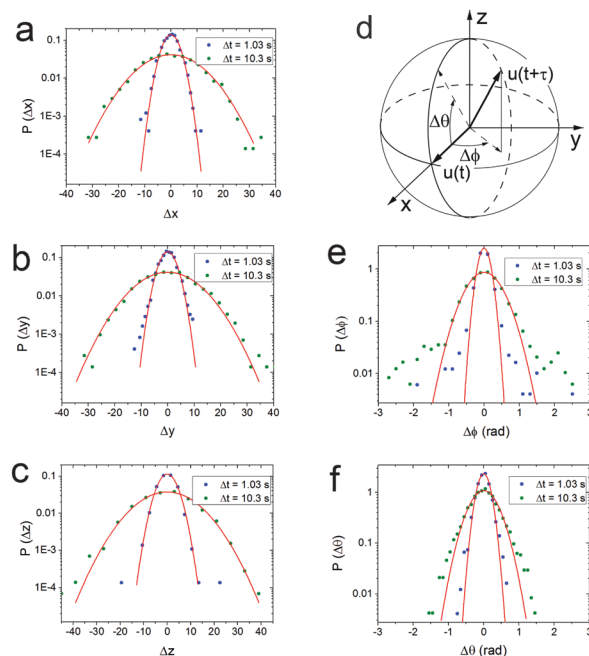 a
P (Δx)
0.1
0.01
1E-3
1E-4
Δt = 1.03 s
Δt = 10.3 s
-40 -30 -20 -10 0 10 20 30 40
Δx
d
z
u(t+τ)
Δθ
Δϕ
u(t)
y
x
b
P (Δy)
0.1
0.01
1E-3
1E-4
Δt = 1.03 s
Δt = 10.3 s
-40 -30 -20 -10 0 10 20 30 40
Δy
e
P (Δϕ)
1
0.1
0.01
Δt = 1.03 s
Δt = 10.3 s
-3 -2 -1 0 1 2 3
Δϕ (rad)
c
P (Δz)
0.1
0.01
1E-3
1E-4
Δt = 1.03 s
Δt = 10.3 s
-40 -30 -20 -10 0 10 20 30 40
Δz
f
P (Δθ)
1
0.1
0.01
Δt = 1.03 s
Δt = 10.3 s
-3 -2 -1 0 1 2 3
Δθ (rad)